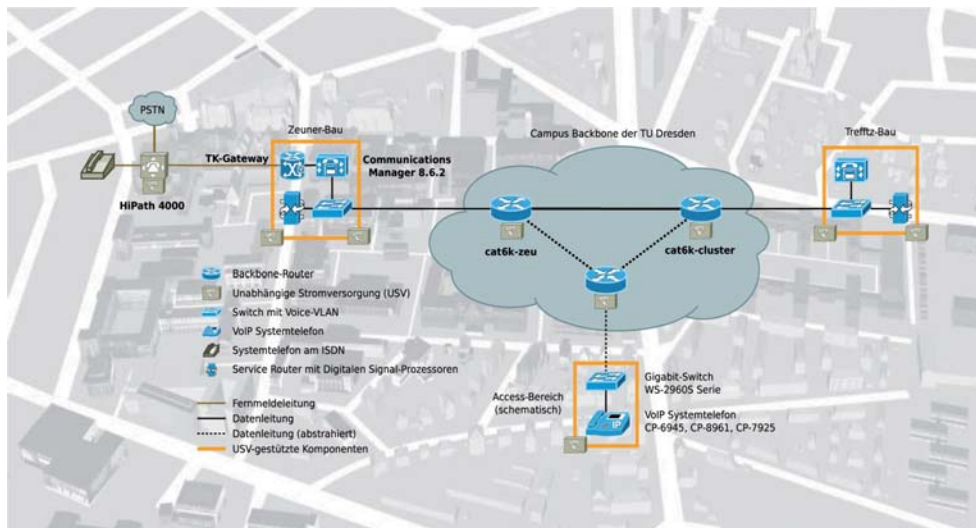 PSTN
Zeuner-Bau
Campus Backbone der TU Dresden
Trefftz-Bau
TK-Gateway
Communications
Manager 8.6.2
HiPath 4000
cat6k-zeu
cat6k-cluster
Backbone-Router
Unabhängige Stromversorgung (USV)
Switch mit Voice-VLAN
VoIP Systemtelefon
Systemtelefon am ISDN
Service Router mit Digitalen Signal-Prozessoren
Fernmeldeleitung
Datenleitung
Datenleitung (abstrahiert)
USV-gestützte Komponenten
Access-Bereich
(schematisch)
Gigabit-Switch
WS-2960S Serie
VoIP Systemtelefon
CP-6945, CP-8961, CP-7925
IP